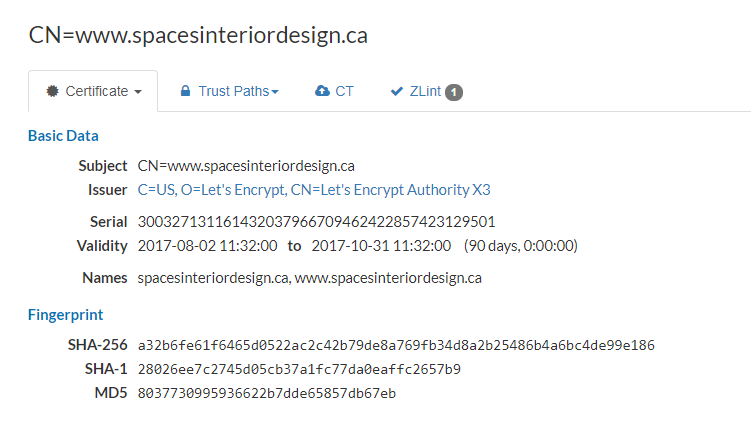 CN=www.spacesinteriordesign.ca
Certificate Trust Paths CT ZLint 1
Basic Data
Subject CN=www.spacesinteriordesign.ca
Issuer C=US, O=Let's Encrypt, CN=Let's Encrypt Authority X3
Serial 300327131161432037966709462422857423129501
Validity 2017-08-02 11:32:00 to 2017-10-31 11:32:00 (90 days, 0:00:00)
Names spacesinteriordesign.ca, www.spacesinteriordesign.ca
Fingerprint
SHA-256 a32b6fe61f6465d0522ac2c42b79de8a769fb34d8a2b25486b4a6bc4de99e186
SHA-1 28026ee7c2745d05cb37a1fc77da0eaffc2657b9
MD5 8037730995936622b7dde65857db67eb